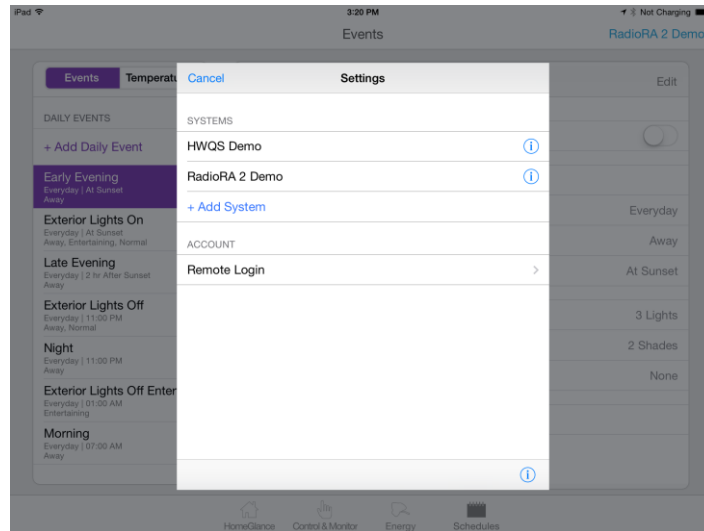 iPad 3:20 PM Not Charging
Events RadioRA 2 Demo
Events Temperatu
Edit
DAILY EVENTS
+ Add Daily Event
Early Evening
Everyday | At Sunset
Away
Exterior Lights On
Everyday | At Sunset
Away, Entertaining, Normal
Late Evening
Everyday | 2 hr After Sunset
Away
Exterior Lights Off
Everyday | 11:00 PM
Away, Normal
Night
Everyday | 11:00 PM
Away
Exterior Lights Off Enter
Everyday | 01:00 AM
Entertaining
Morning
Everyday | 07:00 AM
Away
Cancel Settings
SYSTEMS
HWQS Demo
RadioRA 2 Demo
+ Add System
ACCOUNT
Remote Login
Everyday
Away
At Sunset
3 Lights
2 Shades
None
HomeGlance Control & Monitor Energy Schedules